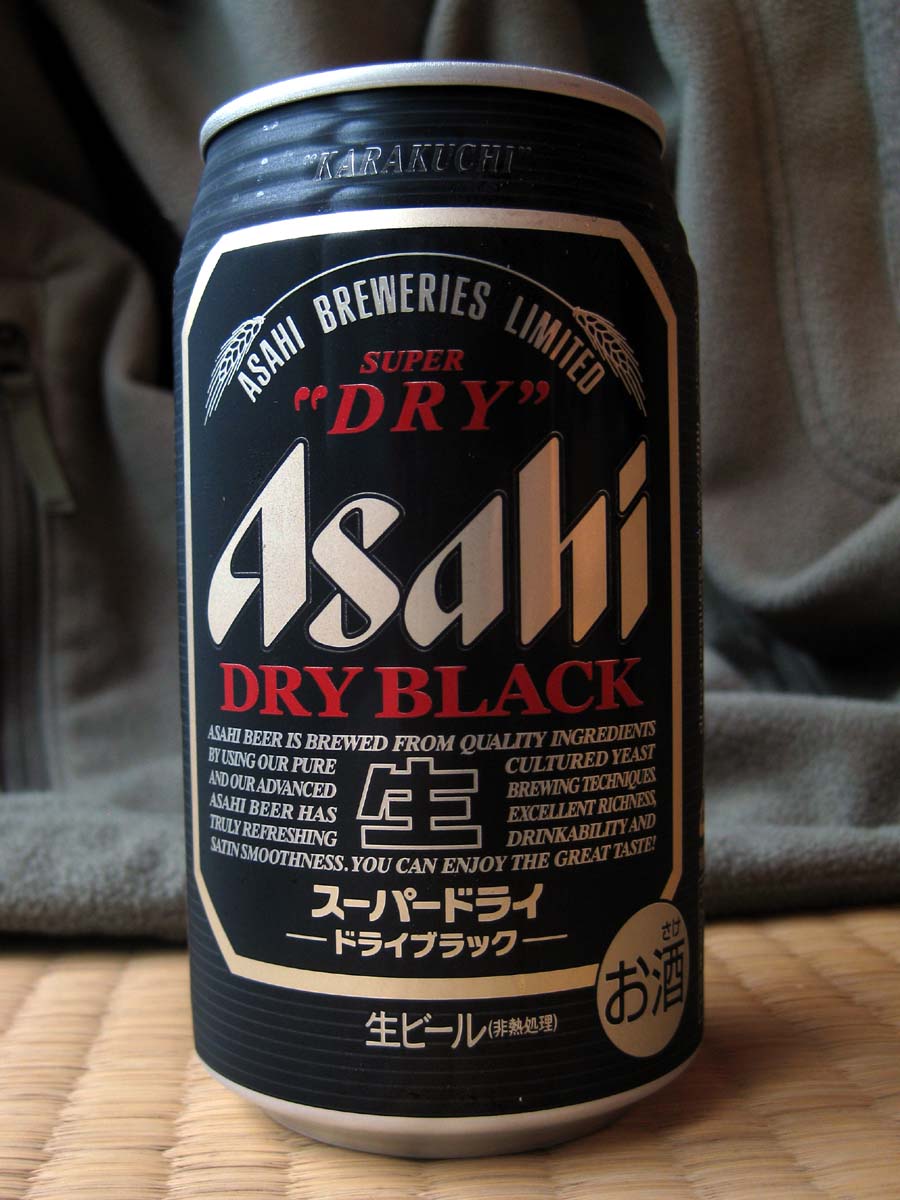 "KARAKUCHI"
ASAHI BREWERIES LIMITED
SUPER
"DRY"
Asahi
DRY BLACK
ASAHI BEER IS BREWED FROM QUALITY INGREDIENTS
BY USING OUR PURE CULTURED YEAST
AND OUR ADVANCED BREWING TECHNIQUES.
ASAHI BEER HAS EXCELLENT RICHNESS,
TRULY REFRESHING DRINKABILITY AND
SATIN SMOOTHNESS. YOU CAN ENJOY THE GREAT TASTE!
生
スーパードライ
ードライブラックー
さけ
お酒
生ビール(非熱処理)